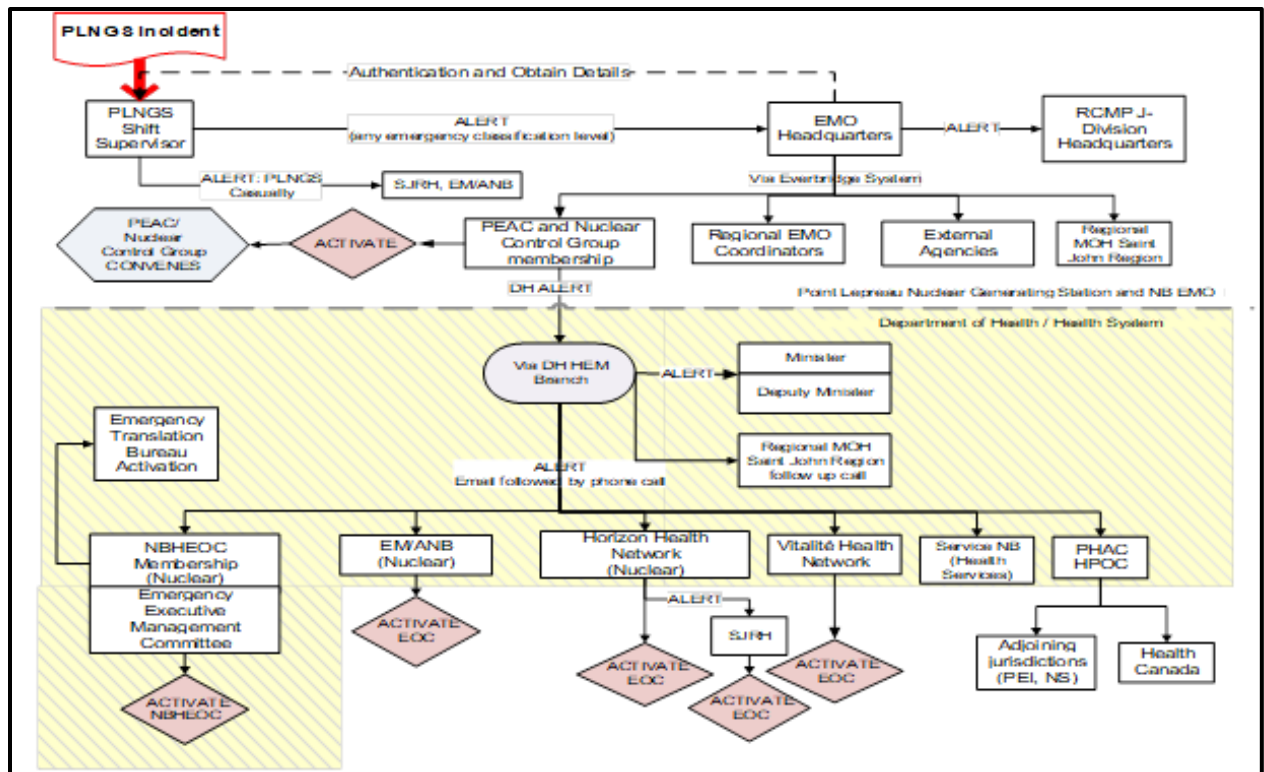 PLNGS Incident
Authentication and Obtain Details
PLNGS
Shift
Supervisor
ALERT
(any emergency classification level)
EMO
Headquarters
ALERT
RCMP J-
Division
Headquarters
ALERT: PLNGS
Casualty
SJRH, EM/ANB
Via Everbridge System
PEAC/
Nuclear
Control Group
CONVENES
ACTIVATE
PEAC and Nuclear
Control Group
membership
Regional EMO
Coordinators
External
Agencies
Regional
MOH Saint
John Region
DH ALERT
Point Lepreau Nuclear Generating Station and NB EMO
Department of Health / Health System
Via DH HEM
Branch
ALERT
Minister
Deputy Minister
Emergency
Translation
Bureau
Activation
Regional MOH
Saint John Region
follow up call
ALERT
Email followed by phone call
NBHEOC
Membership
(Nuclear)
EM/ANB
(Nuclear)
Horizon Health
Network
(Nuclear)
Vitalité Health
Network
Service NB
(Health
Services)
PHAC
HPOC
Emergency
Executive
Management
Committee
ACTIVATE
EOC
ALERT
SJRH
ACTIVATE
EOC
ACTIVATE
EOC
ACTIVATE
EOC
Adjoining
jurisdictions
(PEI, NS)
Health
Canada
ACTIVATE
NBHEOC